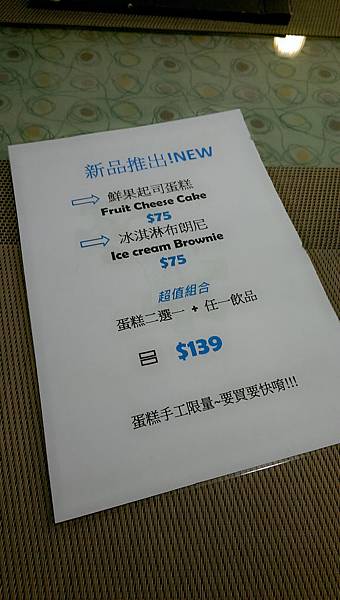 新品推出!NEW
鮮果起司蛋糕
Fruit Cheese Cake
$75
冰淇淋布朗尼
Ice cream Brownie
$75
超值組合
蛋糕二選一 + 任一飲品
$139
蛋糕手工限量~要買要快唷!!!